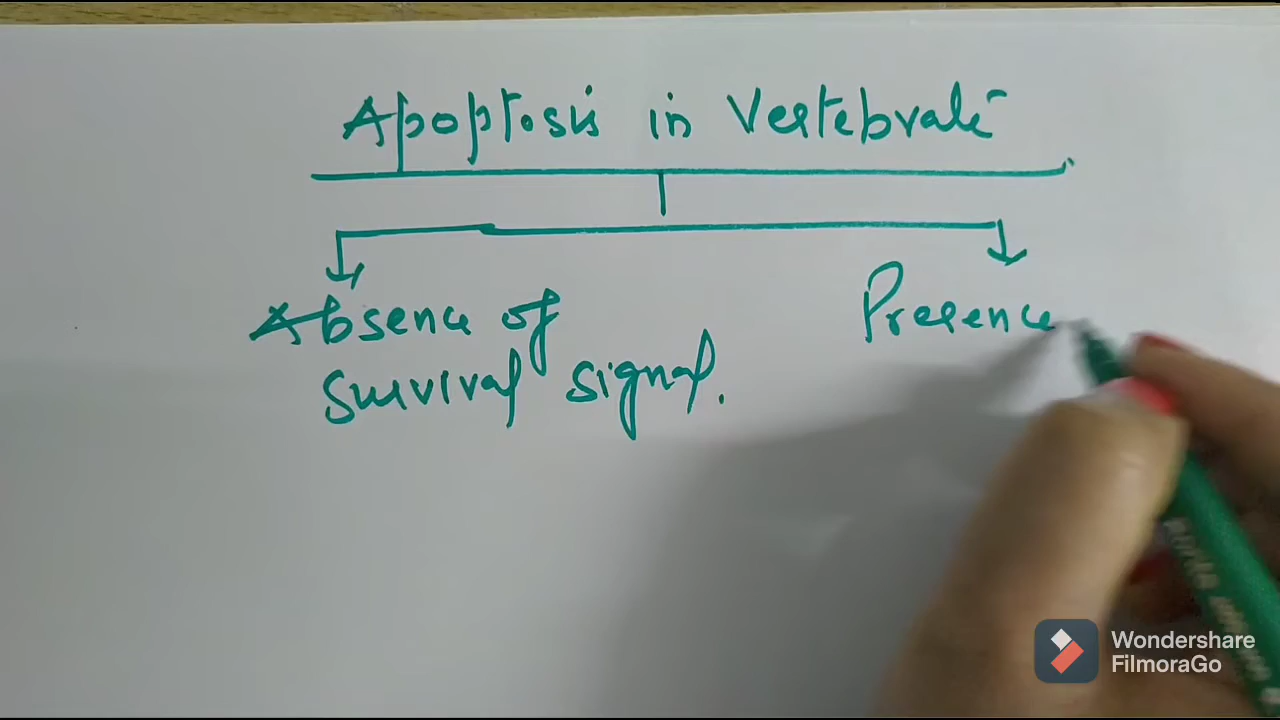 Apoptosis in Vertebrate
Absence of
survival signal.
Presence
Wondershare
FilmoraGo